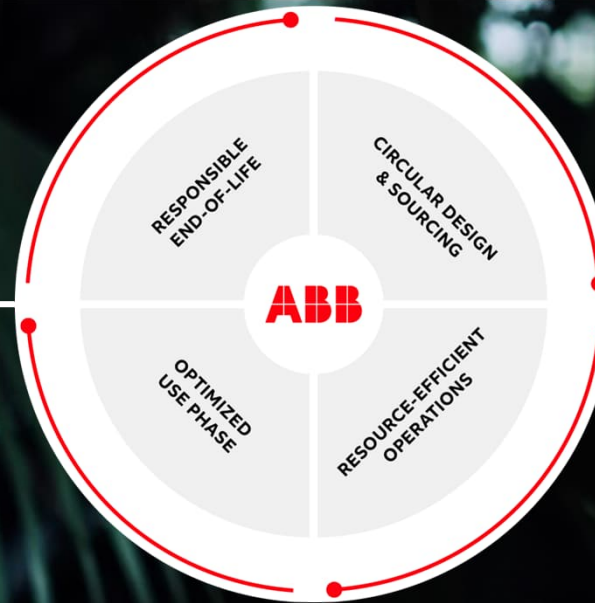 RESPONSIBLE
END-OF-LIFE
CIRCULAR DESIGN
& SOURCING
ABB
OPTIMIZED
USE PHASE
RESOURCE-EFFICIENT
OPERATIONS